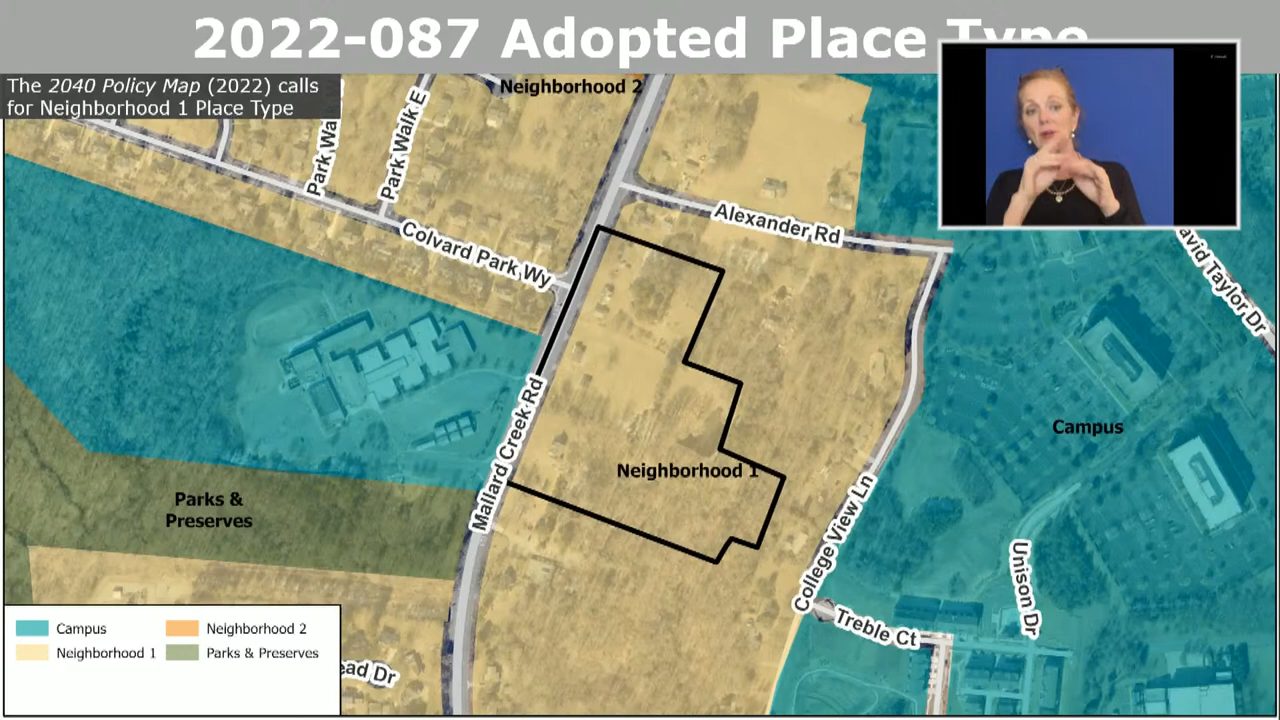 2022-087 Adopted Place Type
The 2040 Policy Map (2022) calls
for Neighborhood 1 Place Type
Neighborhood 2
Park Walk E
Colvard Park Wy
Alexander Rd
Mallard Creek Rd
Neighborhood 1
Campus
Parks &
Preserves
College View Ln
Unison Dr
Treble Ct
Taylor Dr
Campus
Neighborhood 2
Neighborhood 1
Parks & Preserves